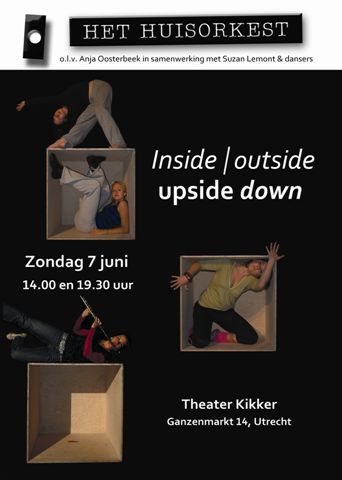 HET HUISORKEST
o.l.v. Anja Oosterbeek in samenwerking met Suzan Lemont & dansers
Inside | outside
upside down
Zondag 7 juni
14.00 en 19.30 uur
Theater Kikker
Ganzenmarkt 14, Utrecht